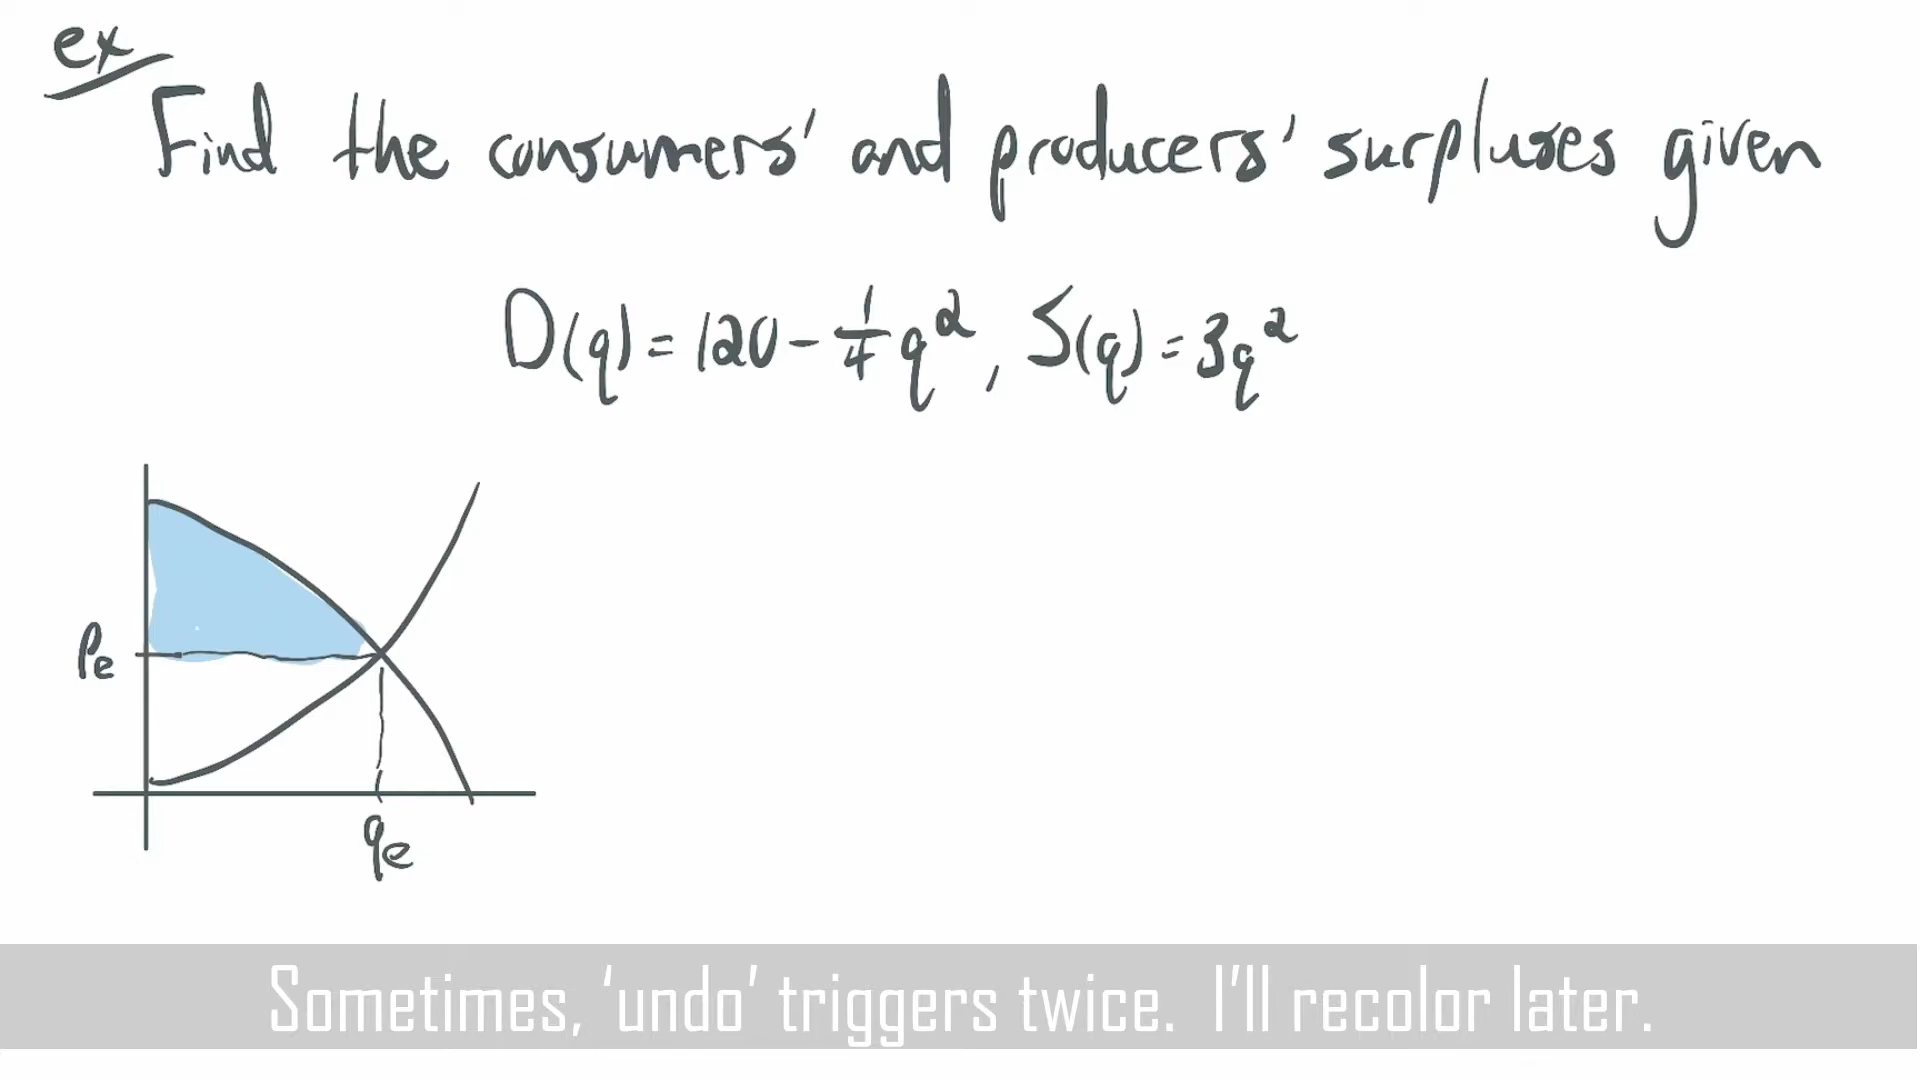 ex
Find the consumers' and producers' surpluses given
D(q) = 120 - 1/4 q², S(q) = 3q²
Pe
qe
Sometimes, 'undo' triggers twice. I'll recolor later.